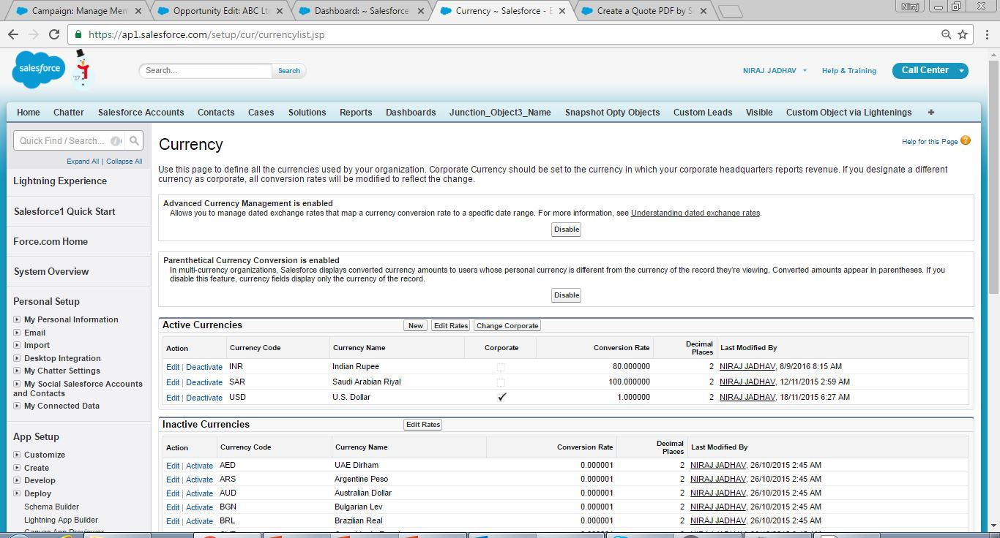 Campaign: Manage Mem
Opportunity Edit: ABC Lt
Dashboard: ~ Salesforce
Currency ~ Salesforce - E
Create a Quote PDF by S
Niraj
https://ap1.salesforce.com/setup/cur/currencylist.jsp
salesforce
'17
Search...
Search
NIRAJ JADHAV
Help & Training
Call Center
Home Chatter Salesforce Accounts Contacts Cases Solutions Reports Dashboards Junction_Object3_Name Snapshot Opty Objects Custom Leads Visible Custom Object via Lightenings +
Quick Find / Search...
Expand All | Collapse All
Lightning Experience
Salesforce1 Quick Start
Force.com Home
System Overview
Personal Setup
My Personal Information
Email
Import
Desktop Integration
My Chatter Settings
My Social Salesforce Accounts
and Contacts
My Connected Data
App Setup
Customize
Create
Develop
Deploy
Schema Builder
Lightning App Builder
Canvas App Previewer
Currency
Help for this Page
Use this page to define all the currencies used by your organization. Corporate Currency should be set to the currency in which your corporate headquarters reports revenue. If you designate a different
currency as corporate, all conversion rates will be modified to reflect the change.
Advanced Currency Management is enabled
Allows you to manage dated exchange rates that map a currency conversion rate to a specific date range. For more information, see Understanding dated exchange rates.
Disable
Parenthetical Currency Conversion is enabled
In multi-currency organizations, Salesforce displays converted currency amounts to users whose personal currency is different from the currency of the record they're viewing. Converted amounts appear in parentheses. If you
disable this feature, currency fields display only the currency of the record.
Disable
Active Currencies New Edit Rates Change Corporate
Action Currency Code Currency Name Corporate Conversion Rate Decimal Places Last Modified By
Edit | Deactivate INR Indian Rupee 80.000000 2 NIRAJ JADHAV, 8/9/2016 8:15 AM
Edit | Deactivate SAR Saudi Arabian Riyal 100.000000 2 NIRAJ JADHAV, 12/11/2015 2:59 AM
Edit | Deactivate USD U.S. Dollar ✓ 1.000000 2 NIRAJ JADHAV, 18/11/2015 6:27 AM
Inactive Currencies Edit Rates
Action Currency Code Currency Name Conversion Rate Decimal Places Last Modified By
Edit | Activate AED UAE Dirham 0.000001 2 NIRAJ JADHAV, 26/10/2015 2:45 AM
Edit | Activate ARS Argentine Peso 0.000001 2 NIRAJ JADHAV, 26/10/2015 2:45 AM
Edit | Activate AUD Australian Dollar 0.000001 2 NIRAJ JADHAV, 26/10/2015 2:45 AM
Edit | Activate BGN Bulgarian Lev 0.000001 2 NIRAJ JADHAV, 26/10/2015 2:45 AM
Edit | Activate BRL Brazilian Real 0.000001 2 NIRAJ JADHAV, 26/10/2015 2:45 AM